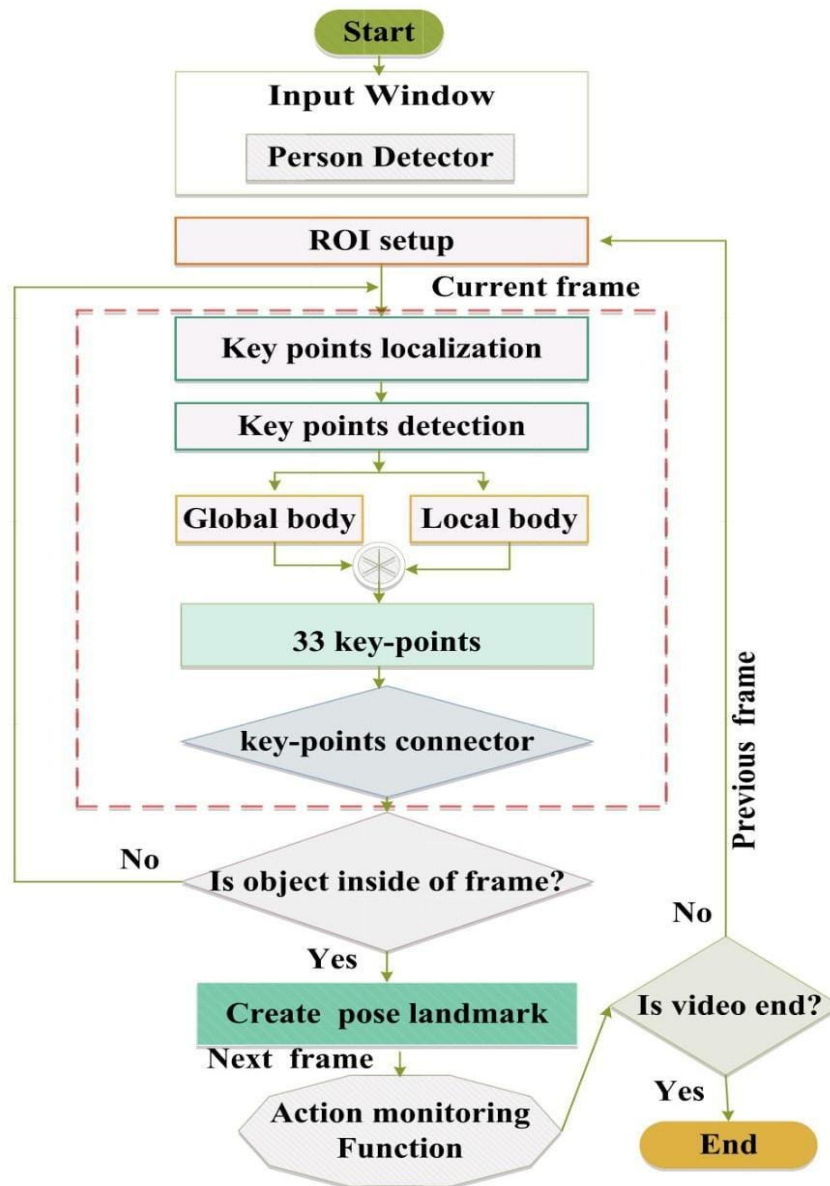 Start
Input Window
Person Detector
ROI setup
Current frame
Key points localization
Key points detection
Global body
Local body
33 key-points
key-points connector
Previous frame
No
Is object inside of frame?
No
Yes
Create pose landmark
Is video end?
Next frame
Action monitoring
Function
Yes
End